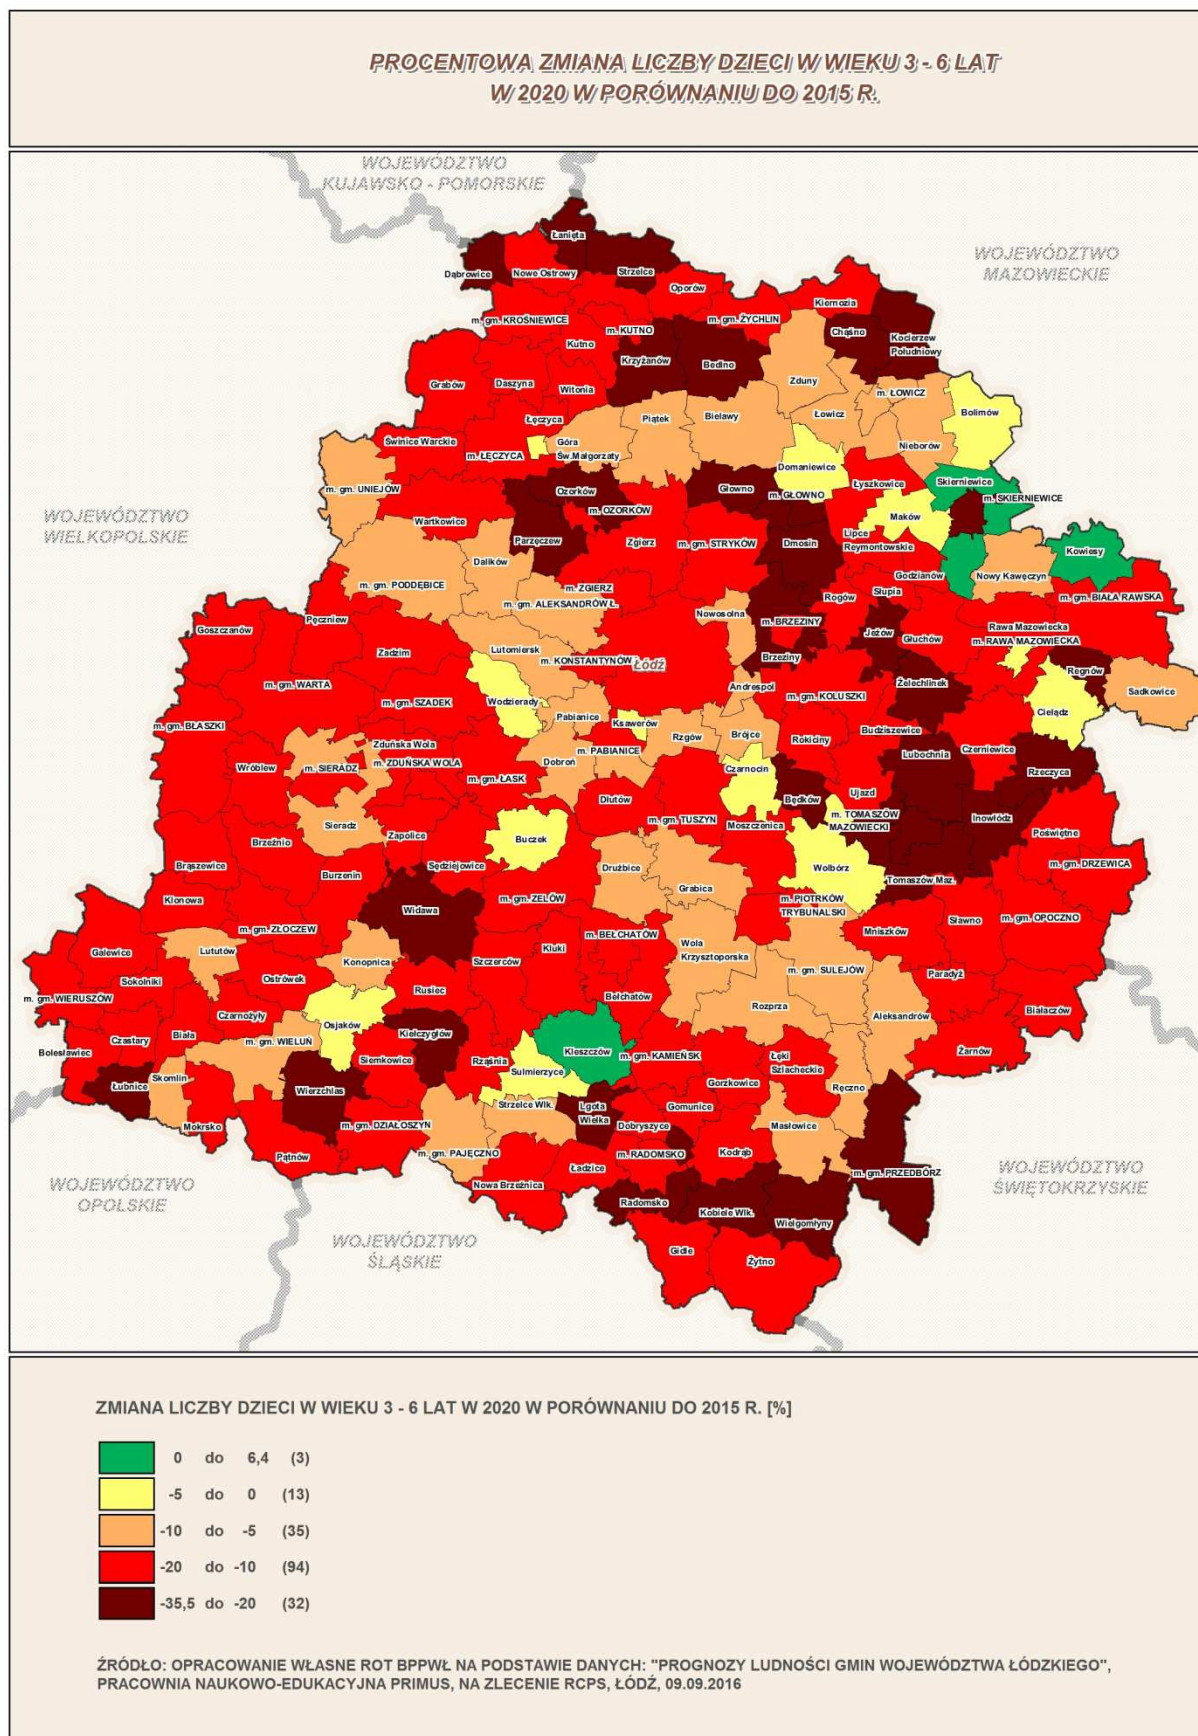 PROCENTOWA ZMIANA LICZBY DZIECI W WIEKU 3 - 6 LAT
W 2020 W PORÓWNANIU DO 2015 R.
WOJEWÓDZTWO
KUJAWSKO - POMORSKIE
WOJEWÓDZTWO
MAZOWIECKIE
Łanięta
Dąbrowice
Nowe Ostrowy
Strzelce
Oporów
Kiernozia
m. gm. KROŚNIEWICE
m. KUTNO
m. gm. ŻYCHLIN
Chąśno
Kocierzew
Południowy
Kutno
Krzyżanów
Bedlno
Grabów
Daszyna
Witonia
Zduny
m. ŁOWICZ
Łęczyca
Piątek
Bielawy
Łowicz
Bolimów
Świnice Warckie
m. ŁĘCZYCA
Góra
Św.Małgorzaty
Nieborów
Domaniewice
m. gm. UNIEJÓW
Ozorków
Głowno
m. GŁOWNO
Łyszkowice
Skierniewice
m. SKIERNIEWICE
WOJEWÓDZTWO
WIELKOPOLSKIE
Wartkowice
m. OZORKÓW
Maków
Parzęczew
Zgierz
m. gm. STRYKÓW
Dmosin
Lipce
Reymontowskie
Kowiesy
Dalików
m. gm. PODDĘBICE
Godzianów
Nowy Kawęczyn
m. ZGIERZ
m. gm. ALEKSANDRÓW Ł.
Nowosolna
Rogów
Słupia
m. gm. BIAŁA RAWSKA
Pęczniew
Goszczanów
m. BRZEZINY
Jeżów
Głuchów
Rawa Mazowiecka
m. RAWA MAZOWIECKA
Zadzim
Lutomiersk
m. KONSTANTYNÓW Ł.
Łódź
Brzeziny
Regnów
m. gm. WARTA
m. gm. SZADEK
Wodzierady
Andrespol
m. gm. KOLUSZKI
Żelechlinek
Sadkowice
m. gm. BŁASZKI
Pabianice
Ksawerów
Cielądz
Zduńska Wola
Rzgów
Brójce
Rokiciny
Budziszewice
Wróblew
m. SIERADZ
m. ZDUŃSKA WOLA
m. gm. ŁASK
Dobroń
m. PABIANICE
Czarnocin
Lubochnia
Czerniewice
Rzeczyca
Dłutów
Będków
Ujazd
Sieradz
m. gm. TUSZYN
Moszczenica
m. TOMASZÓW
MAZOWIECKI
Inowłódz
Poświętne
Brzeźnio
Zapolice
Buczek
Brąszewice
Burzenin
Sędziejowice
Drużbice
Grabica
Wolbórz
Tomaszów Maz.
m. gm. DRZEWICA
Klonowa
Widawa
m. gm. ZELÓW
m. PIOTRKÓW
TRYBUNALSKI
Sławno
m. gm. OPOCZNO
m. gm. ZŁOCZEW
m. BEŁCHATÓW
Mniszków
Galewice
Lututów
Konopnica
Szczerców
Kluki
Wola
Krzysztoporska
m. gm. SULEJÓW
Paradyż
Sokolniki
Ostrówek
m. gm. WIERUSZÓW
Rusiec
Bełchatów
Rozprza
Aleksandrów
Białaczów
Czarnożyły
Osjaków
Biała
Czastary
m. gm. WIELUŃ
Kiełczygłów
Kleszczów
Bolesławiec
Siemkowice
Rząśnia
Sulmierzyce
m. gm. KAMIEŃSK
Łęki
Szlacheckie
Żarnów
Łubnice
Skomlin
Wierzchlas
Gorzkowice
Ręczno
Strzelce Wlk.
Lgota
Wielka
Gomunice
Mokrsko
m. gm. DZIAŁOSZYN
Dobryszyce
Masłowice
Pątnów
m. gm. PAJĘCZNO
m. RADOMSKO
Kodrąb
Ładzice
m. gm. PRZEDBÓRZ
Nowa Brzeźnica
Radomsko
Kobiele Wlk.
Wielgomłyny
WOJEWÓDZTWO
OPOLSKIE
WOJEWÓDZTWO
ŚWIĘTOKRZYSKIE
WOJEWÓDZTWO
ŚLĄSKIE
Gidle
Żytno
ZMIANA LICZBY DZIECI W WIEKU 3 - 6 LAT W 2020 W PORÓWNANIU DO 2015 R. [%]
0 do 6,4 (3)
-5 do 0 (13)
-10 do -5 (35)
-20 do -10 (94)
-35,5 do -20 (32)
ŹRÓDŁO: OPRACOWANIE WŁASNE ROT BPPWŁ NA PODSTAWIE DANYCH: "PROGNOZY LUDNOŚCI GMIN WOJEWÓDZTWA ŁÓDZKIEGO",
PRACOWNIA NAUKOWO-EDUKACYJNA PRIMUS, NA ZLECENIE RCPS, ŁÓDŹ, 09.09.2016